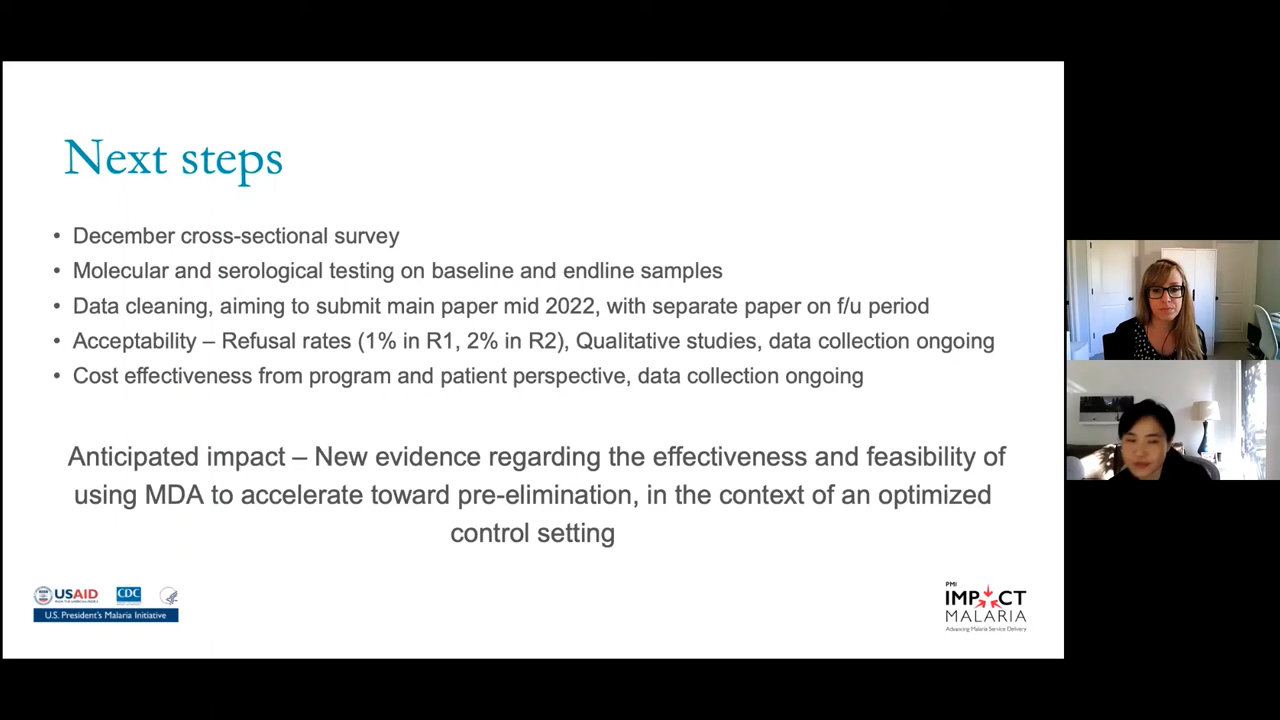 Next steps
• December cross-sectional survey
• Molecular and serological testing on baseline and endline samples
• Data cleaning, aiming to submit main paper mid 2022, with separate paper on f/u period
• Acceptability – Refusal rates (1% in R1, 2% in R2), Qualitative studies, data collection ongoing
• Cost effectiveness from program and patient perspective, data collection ongoing
Anticipated impact – New evidence regarding the effectiveness and feasibility of
using MDA to accelerate toward pre-elimination, in the context of an optimized
control setting
USAID
CDC
U.S. President's Malaria Initiative
PMI
IMPACT
MALARIA
Advancing Malaria Service Delivery